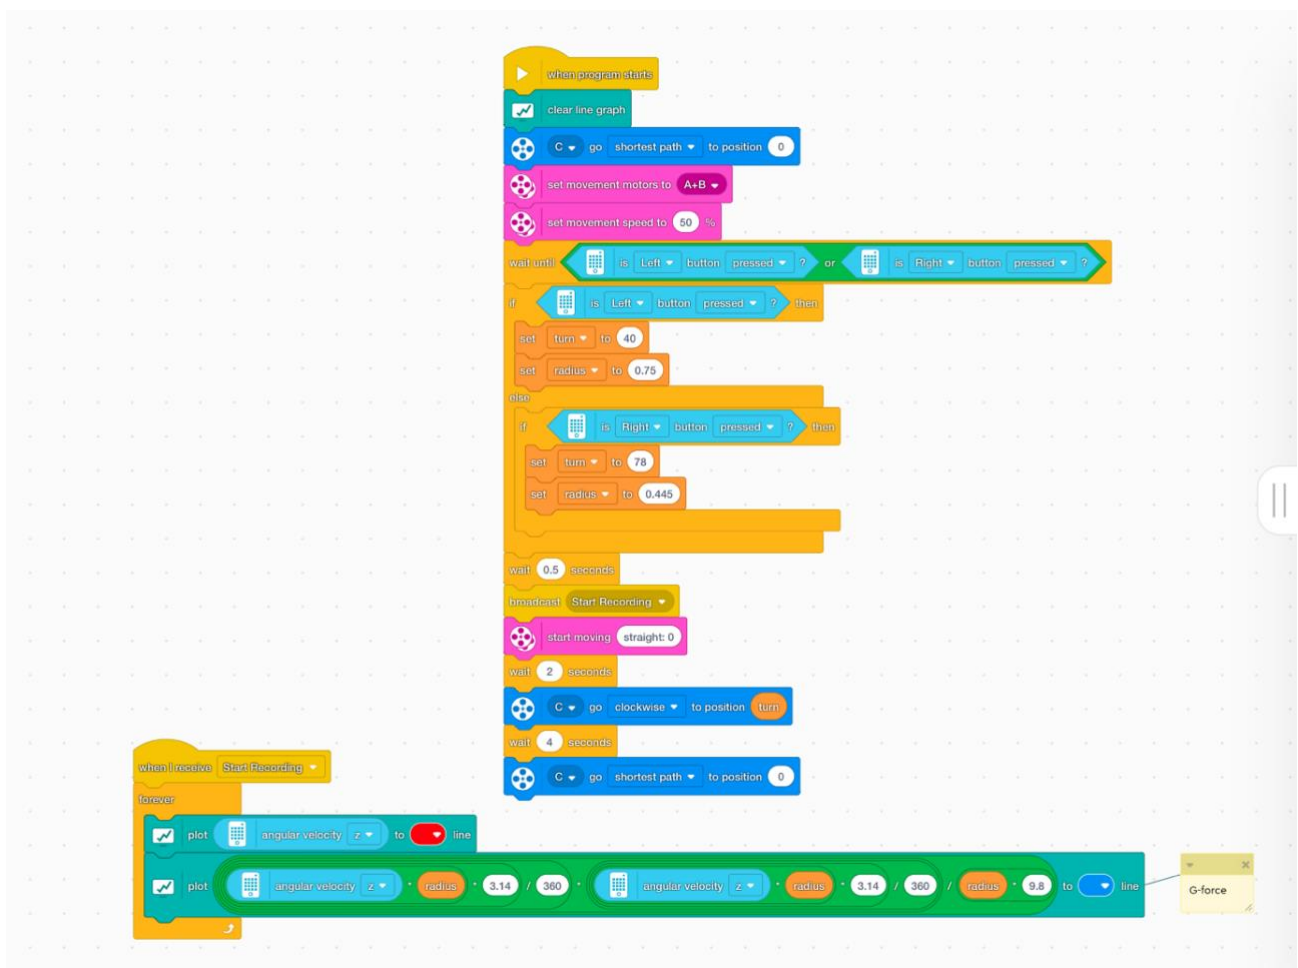 when program starts
clear line graph
C go shortest path to position 0
set movement motors to A+B
set movement speed to 50 %
wait until is Left button pressed ? or is Right button pressed ?
if is Left button pressed ? then
set turn to 40
set radius to 0.75
else
if is Right button pressed ? then
set turn to 78
set radius to 0.445
wait 0.5 seconds
broadcast Start Recording
start moving straight: 0
wait 2 seconds
C go clockwise to position turn
wait 4 seconds
C go shortest path to position 0
when I receive Start Recording
forever
plot angular velocity z to line
plot angular velocity z * radius * 3.14 / 360 * angular velocity z * radius * 3.14 / 360 / radius * 9.8 to line
G-force